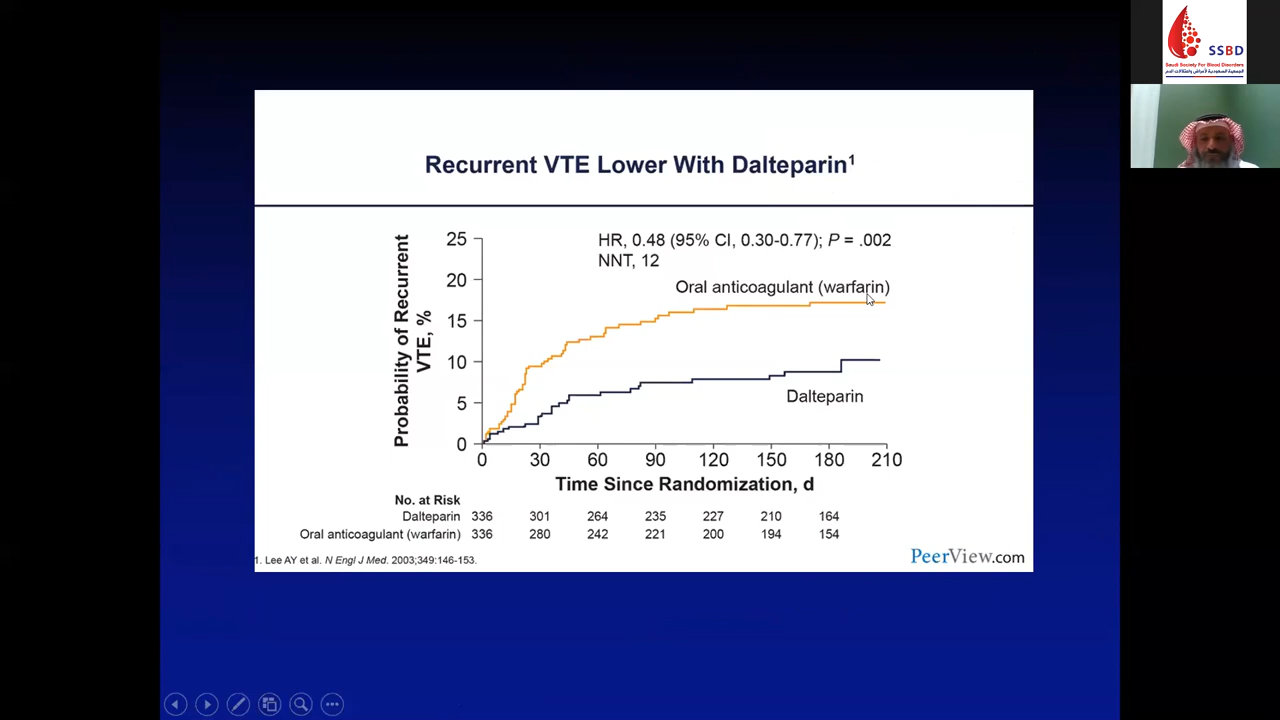 SSBD
Saudi Society For Blood Disorders
Recurrent VTE Lower With Dalteparin1
HR, 0.48 (95% CI, 0.30-0.77); P = .002
NNT, 12
Oral anticoagulant (warfarin)
Dalteparin
Probability of Recurrent
VTE, %
25
20
15
10
5
0
0 30 60 90 120 150 180 210
Time Since Randomization, d
No. at Risk
Dalteparin 336 301 264 235 227 210 164
Oral anticoagulant (warfarin) 336 280 242 221 200 194 154
1. Lee AY et al. N Engl J Med. 2003;349:146-153.
PeerView.com